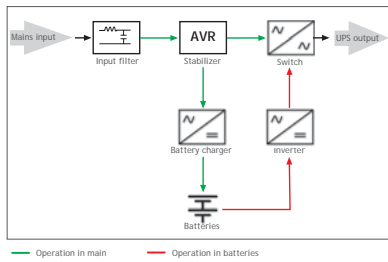 Mains input
AVR
UPS output
Input filter
Stabilizer
Switch
Battery charger
Inverter
Batteries
Operation in main
Operation in batteries